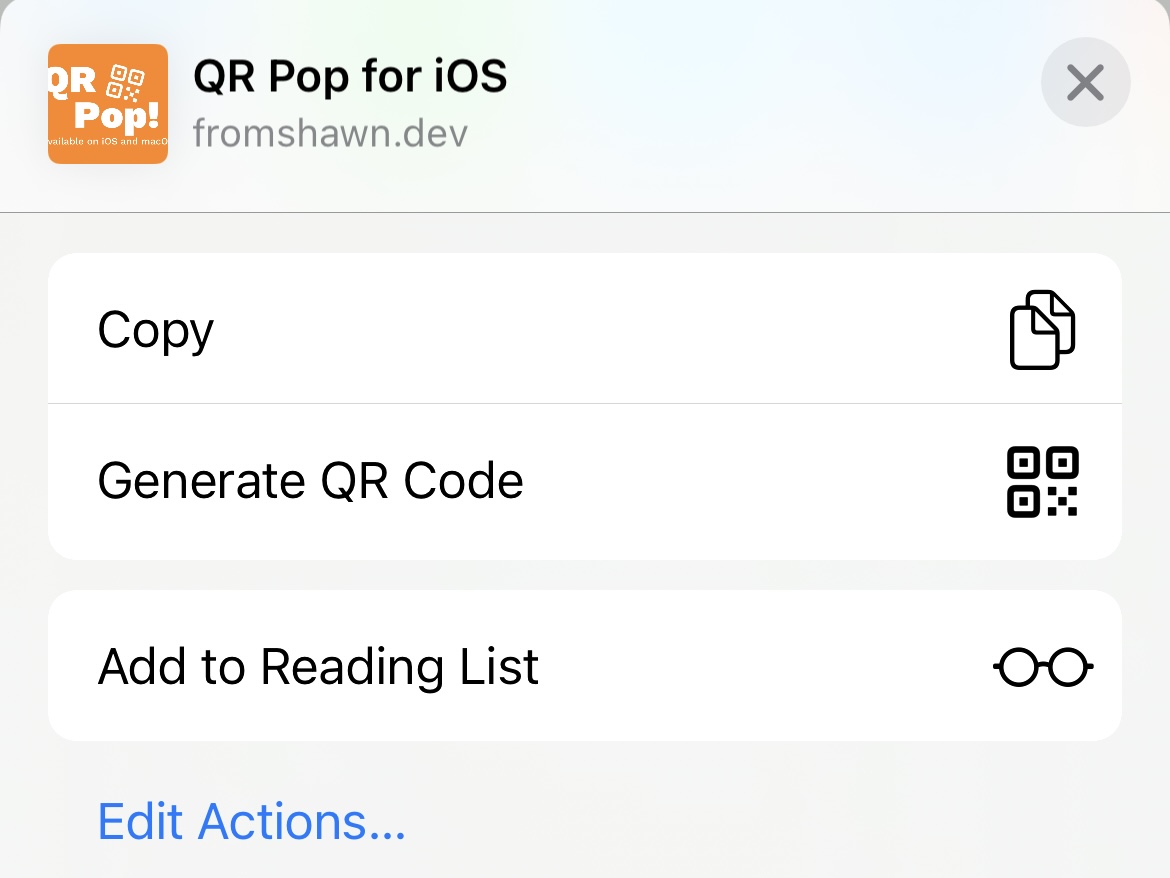 QR
Pop!
vailable on iOS and macO
QR Pop for iOS
fromshawn.dev
Copy
Generate QR Code
Add to Reading List
Edit Actions...